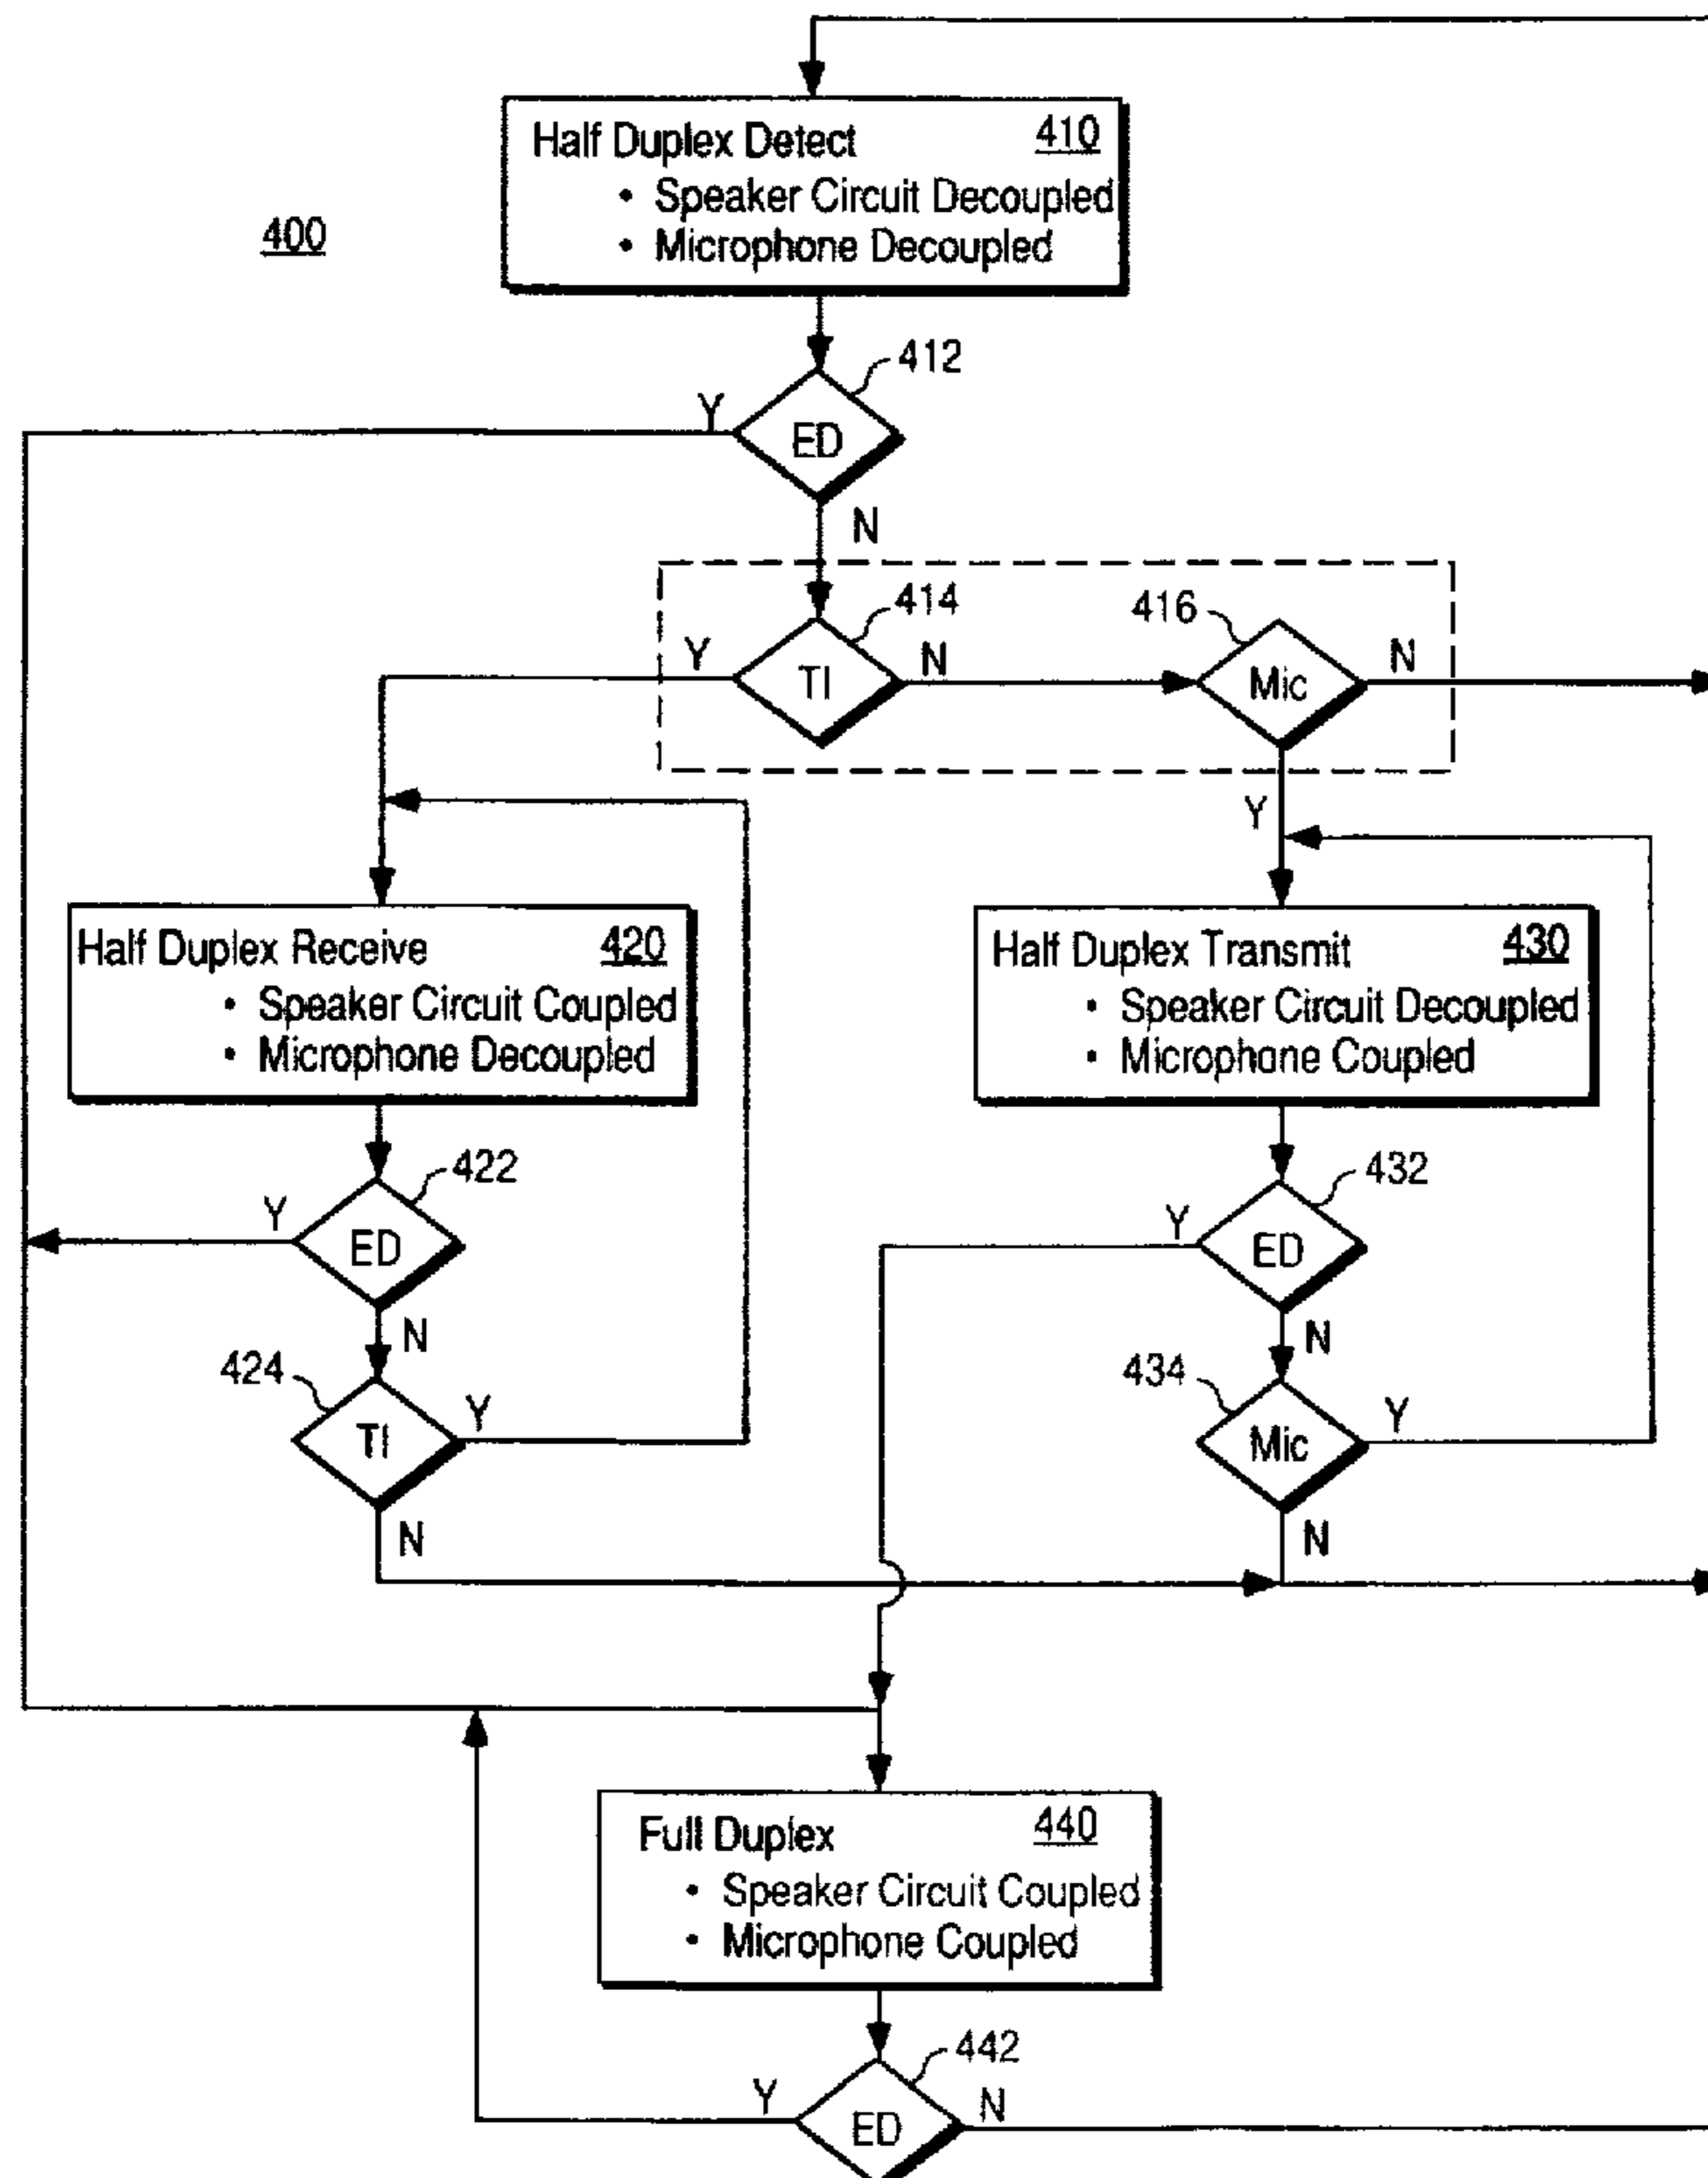 Half Duplex Detect 410
• Speaker Circuit Decoupled
• Microphone Decoupled
400
412
Y
ED
N
414
416
Y
TI
N
Mic
N
Y
Half Duplex Receive 420
• Speaker Circuit Coupled
• Microphone Decoupled
Half Duplex Transmit 430
• Speaker Circuit Decoupled
• Microphone Coupled
422
Y
ED
N
432
Y
ED
N
424
TI
Y
N
434
Mic
Y
N
Full Duplex 440
• Speaker Circuit Coupled
• Microphone Coupled
442
Y
ED
N